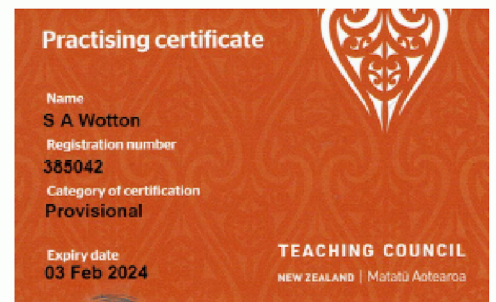 Practising certificate
Name
S A Wotton
Registration number
385042
Category of certification
Provisional
Expiry date
03 Feb 2024
TEACHING COUNCIL
NEW ZEALAND | Matatū Aotearoa